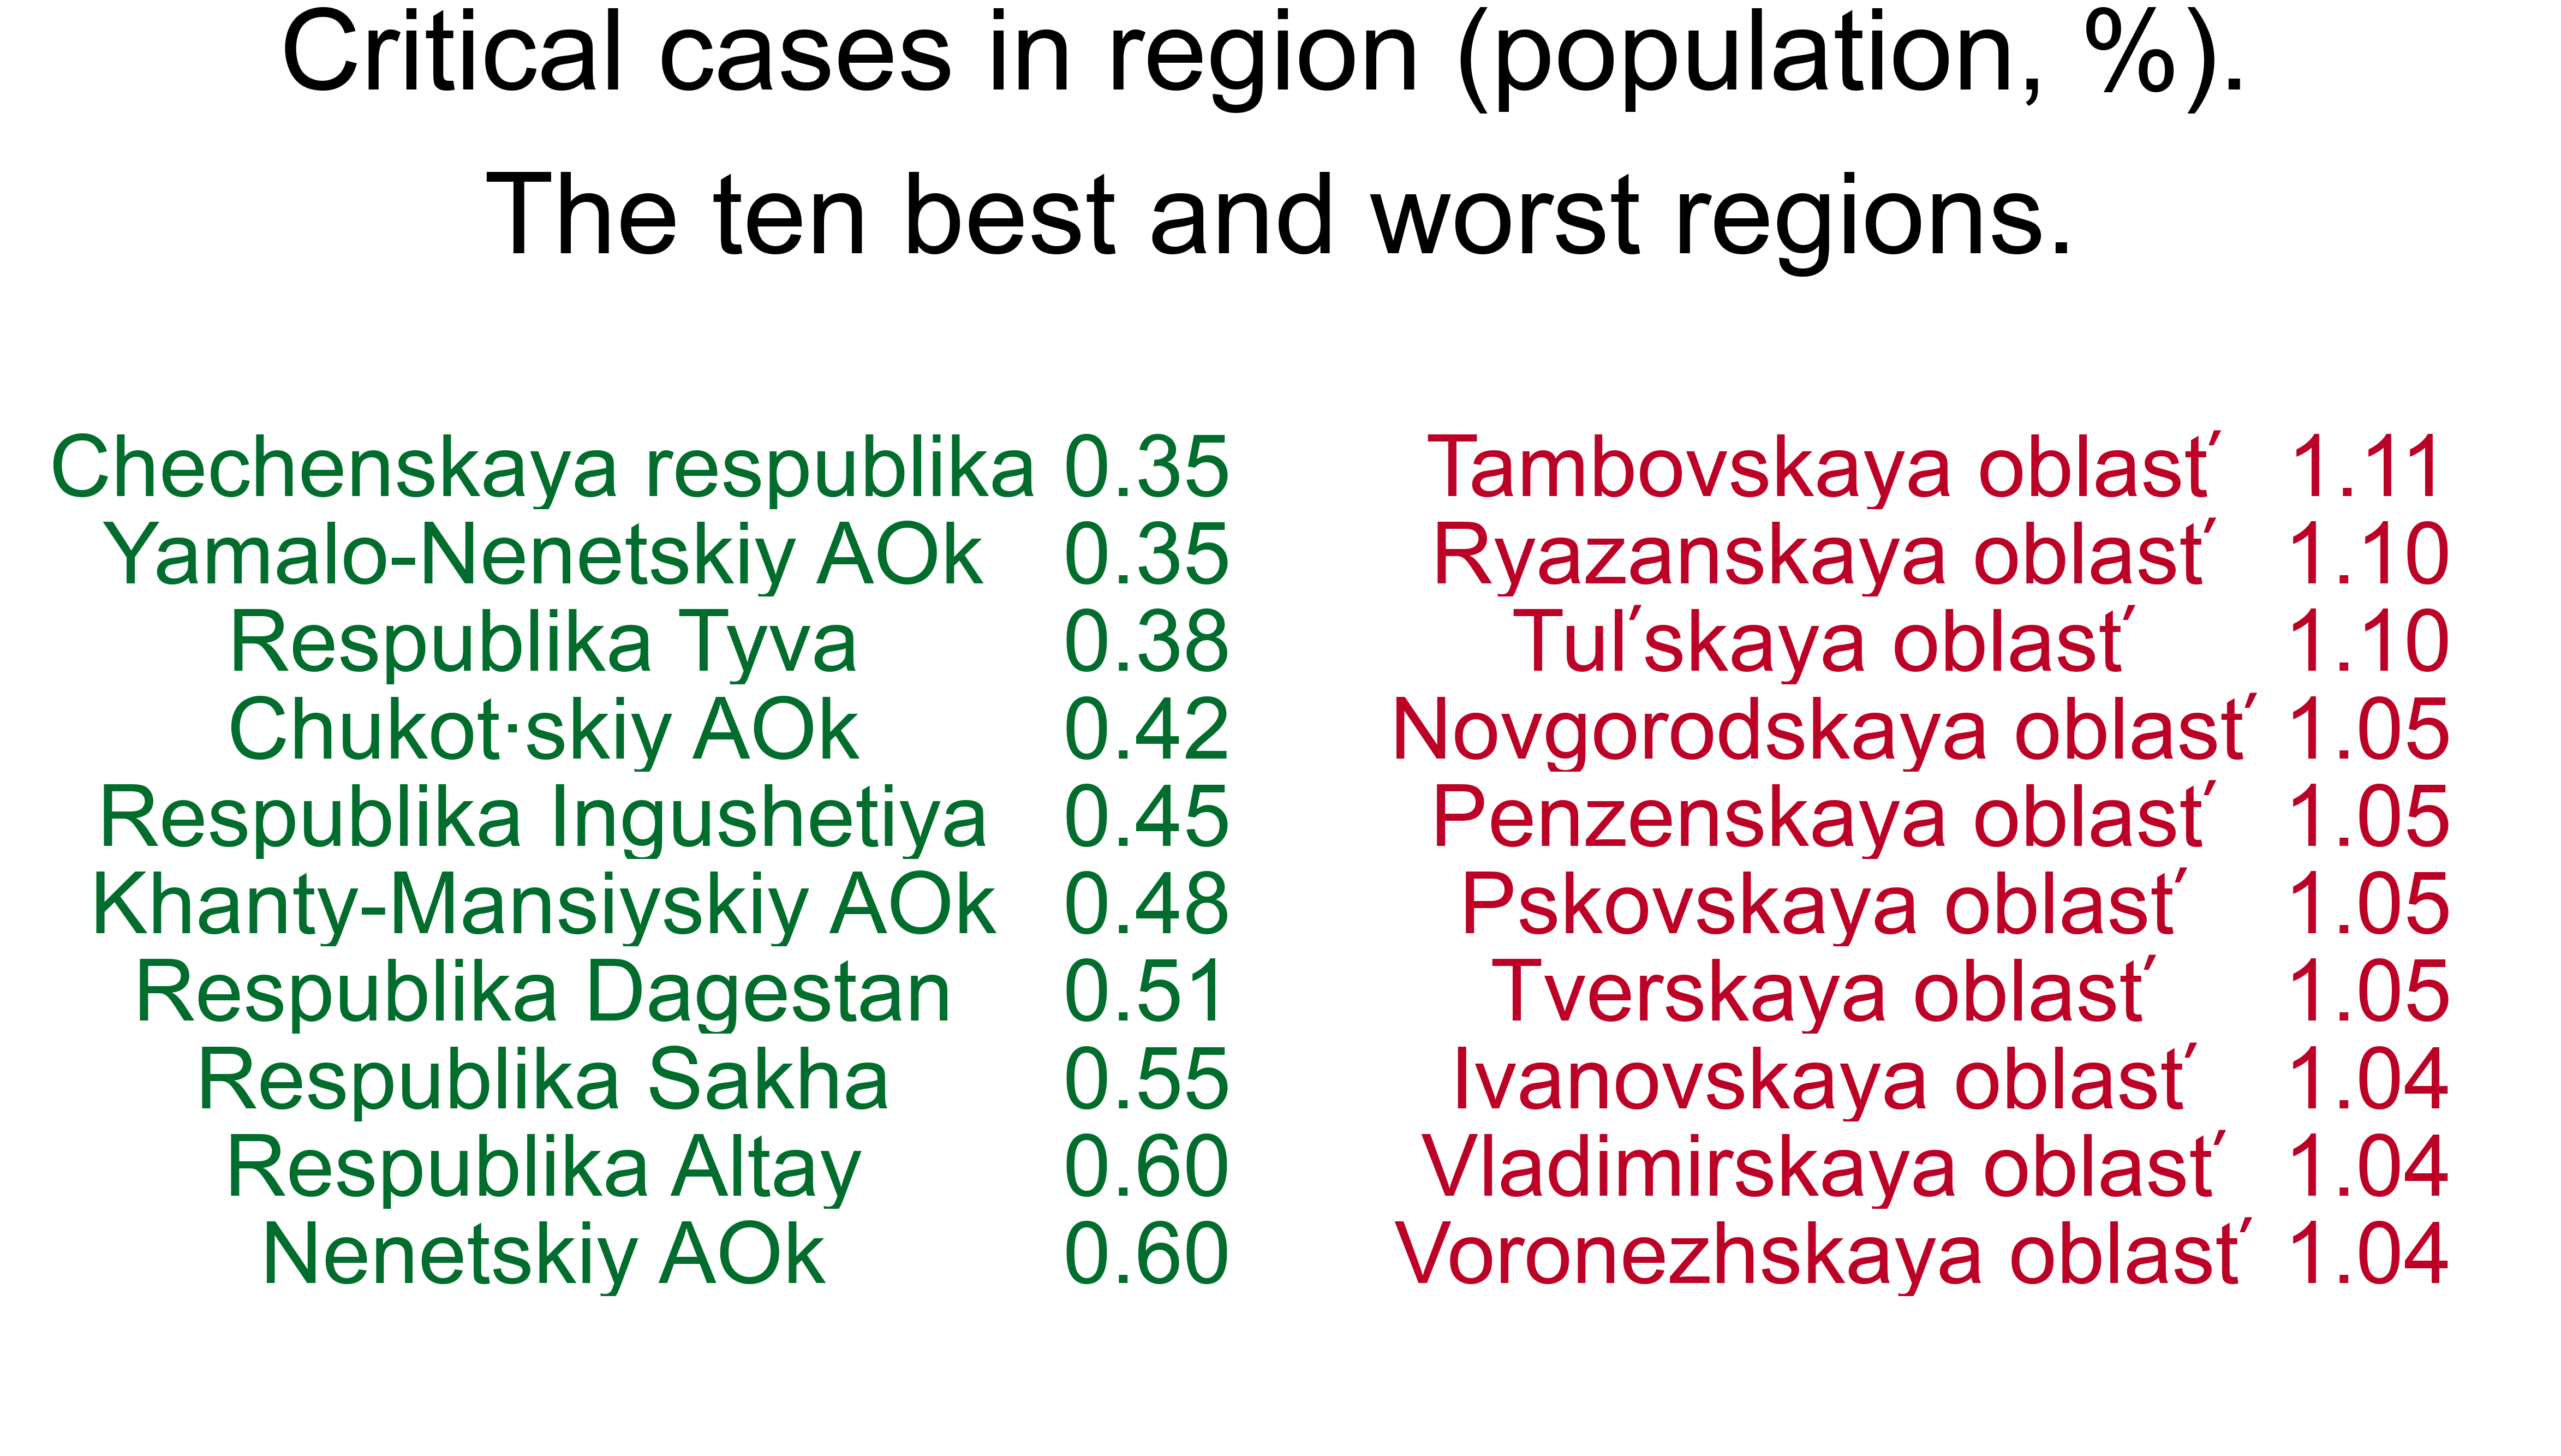 Critical cases in region (population, %).
The ten best and worst regions.
Chechenskaya respublika 0.35
Yamalo-Nenetskiy AOk 0.35
Respublika Tyva 0.38
Chukot·skiy AOk 0.42
Respublika Ingushetiya 0.45
Khanty-Mansiyskiy AOk 0.48
Respublika Dagestan 0.51
Respublika Sakha 0.55
Respublika Altay 0.60
Nenetskiy AOk 0.60
Tambovskaya oblastʹ 1.11
Ryazanskaya oblastʹ 1.10
Tulʹskaya oblastʹ 1.10
Novgorodskaya oblastʹ 1.05
Penzenskaya oblastʹ 1.05
Pskovskaya oblastʹ 1.05
Tverskaya oblastʹ 1.05
Ivanovskaya oblastʹ 1.04
Vladimirskaya oblastʹ 1.04
Voronezhskaya oblastʹ 1.04